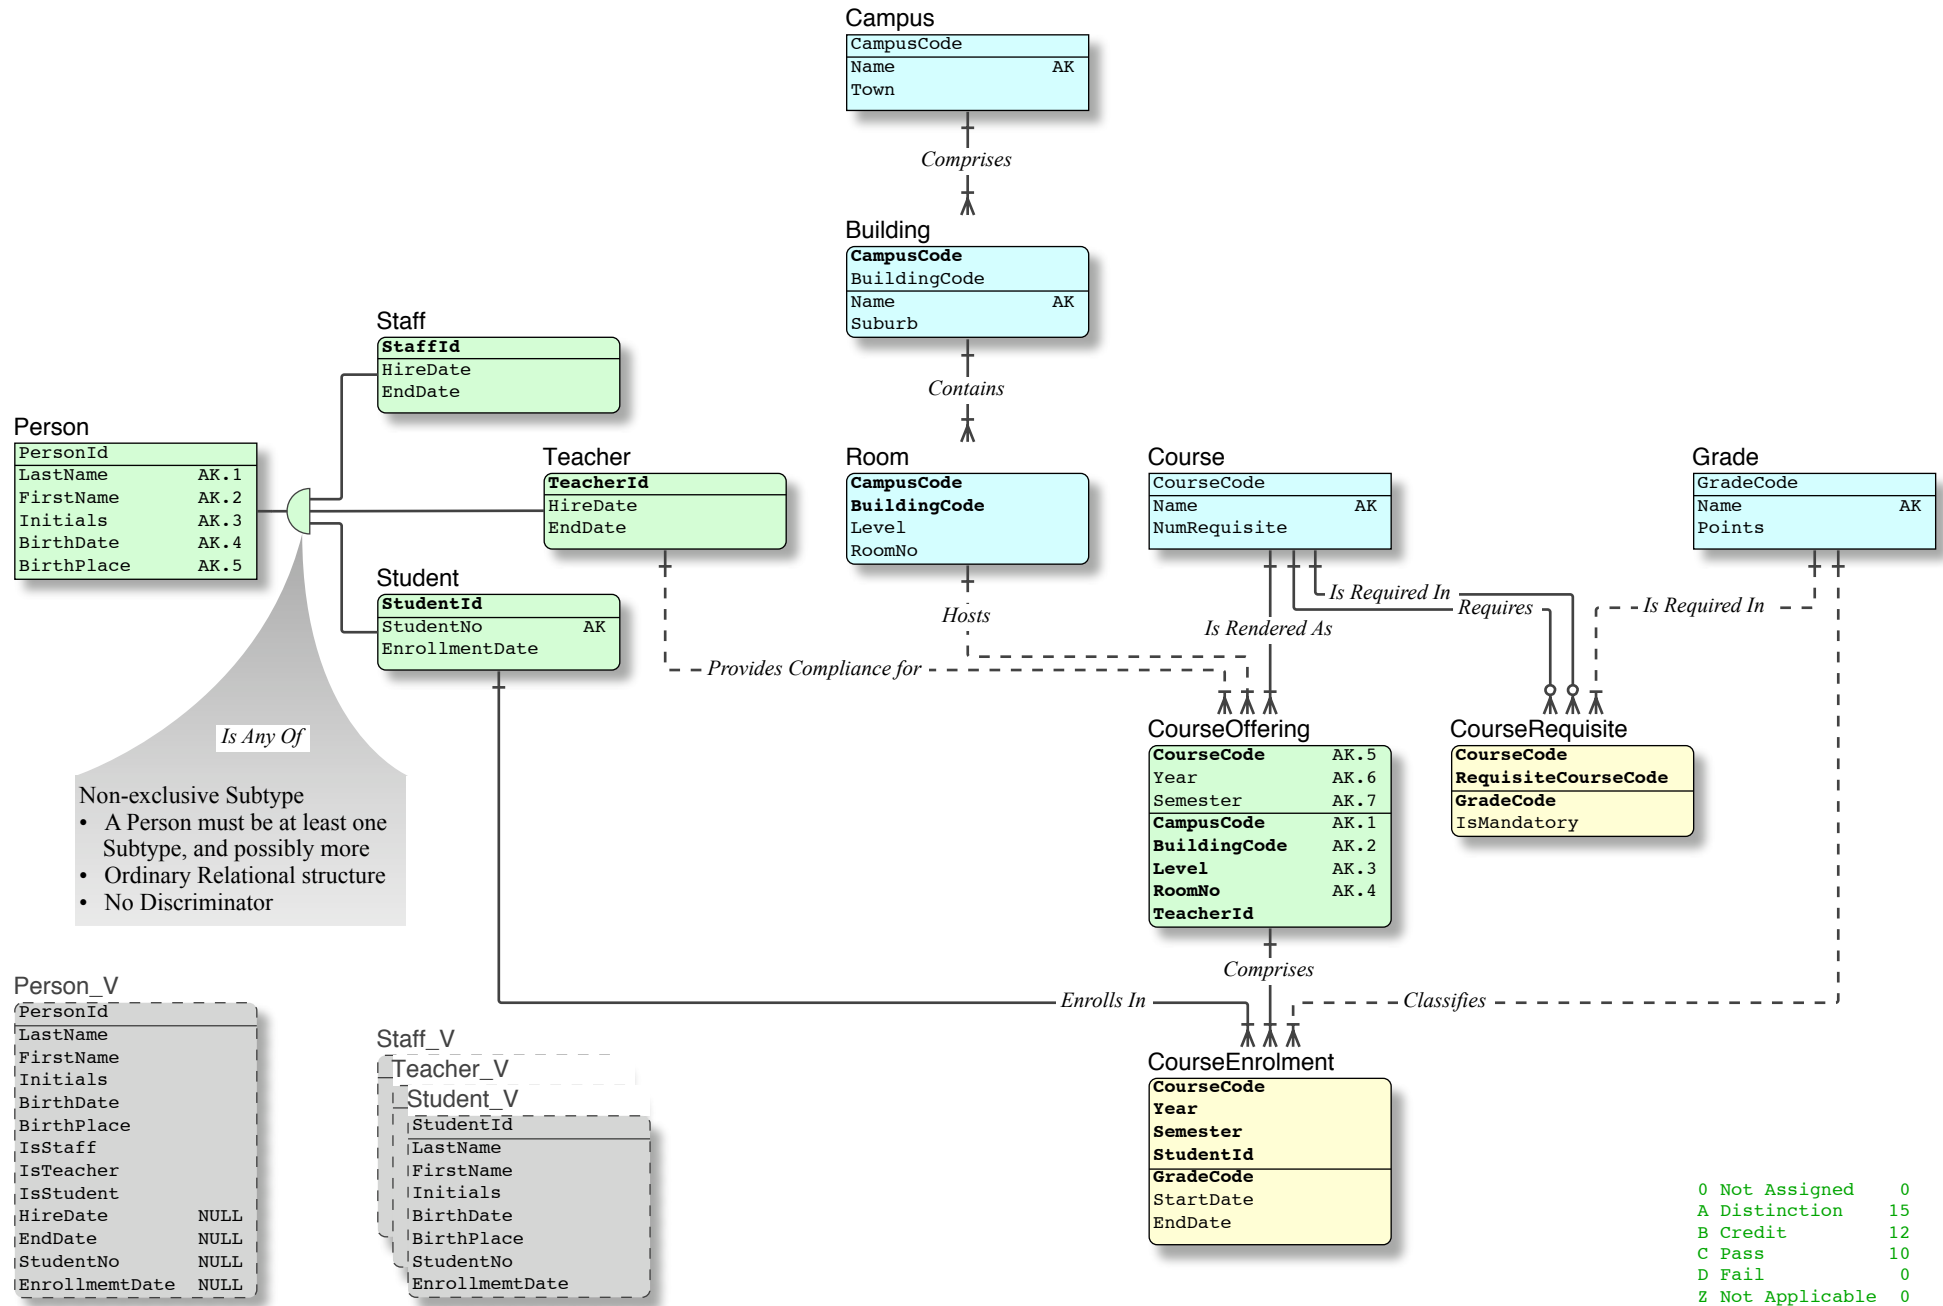 Campus
CampusCode
Name AK
Town
Comprises
Building
CampusCode
BuildingCode
Name AK
Suburb
Contains
Staff
StaffId
HireDate
EndDate
Person
PersonId
LastName AK.1
FirstName AK.2
Initials AK.3
BirthDate AK.4
BirthPlace AK.5
Teacher
TeacherId
HireDate
EndDate
Student
StudentId
StudentNo AK
EnrollmentDate
Room
CampusCode
BuildingCode
Level
RoomNo
Course
CourseCode
Name AK
NumRequisite
Grade
GradeCode
Name AK
Points
Hosts
Is Rendered As
Is Required In
Requires
Is Required In
Provides Compliance for
Is Any Of
Non-exclusive Subtype
• A Person must be at least one
Subtype, and possibly more
• Ordinary Relational structure
• No Discriminator
CourseOffering
CourseCode AK.5
Year AK.6
Semester AK.7
CampusCode AK.1
BuildingCode AK.2
Level AK.3
RoomNo AK.4
TeacherId
CourseRequisite
CourseCode
RequisiteCourseCode
GradeCode
IsMandatory
Comprises
Enrolls In
Classifies
Person_V
PersonId
LastName
FirstName
Initials
BirthDate
BirthPlace
IsStaff
IsTeacher
IsStudent
HireDate NULL
EndDate NULL
StudentNo NULL
EnrollmemtDate NULL
Staff_V
Teacher_V
Student_V
StudentId
LastName
FirstName
Initials
BirthDate
BirthPlace
StudentNo
EnrollmemtDate
CourseEnrolment
CourseCode
Year
Semester
StudentId
GradeCode
StartDate
EndDate
0 Not Assigned 0
A Distinction 15
B Credit 12
C Pass 10
D Fail 0
Z Not Applicable 0